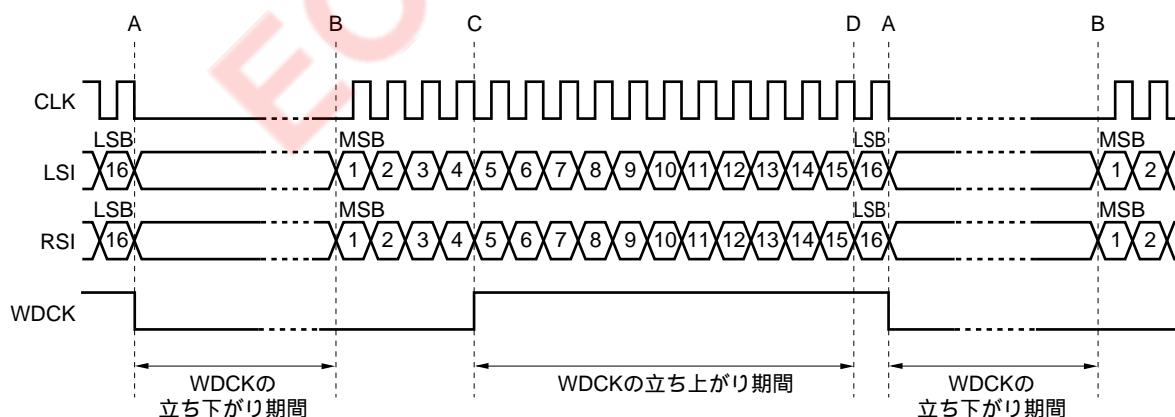 A B C D A B
CLK
LSB MSB LSB MSB
LSI 16 1 2 3 4 5 6 7 8 9 10 11 12 13 14 15 16 1 2
LSB MSB LSB MSB
RSI 16 1 2 3 4 5 6 7 8 9 10 11 12 13 14 15 16 1 2
WDCK
WDCKの WDCKの立ち上がり期間 WDCKの
立ち下がり期間 立ち下がり期間